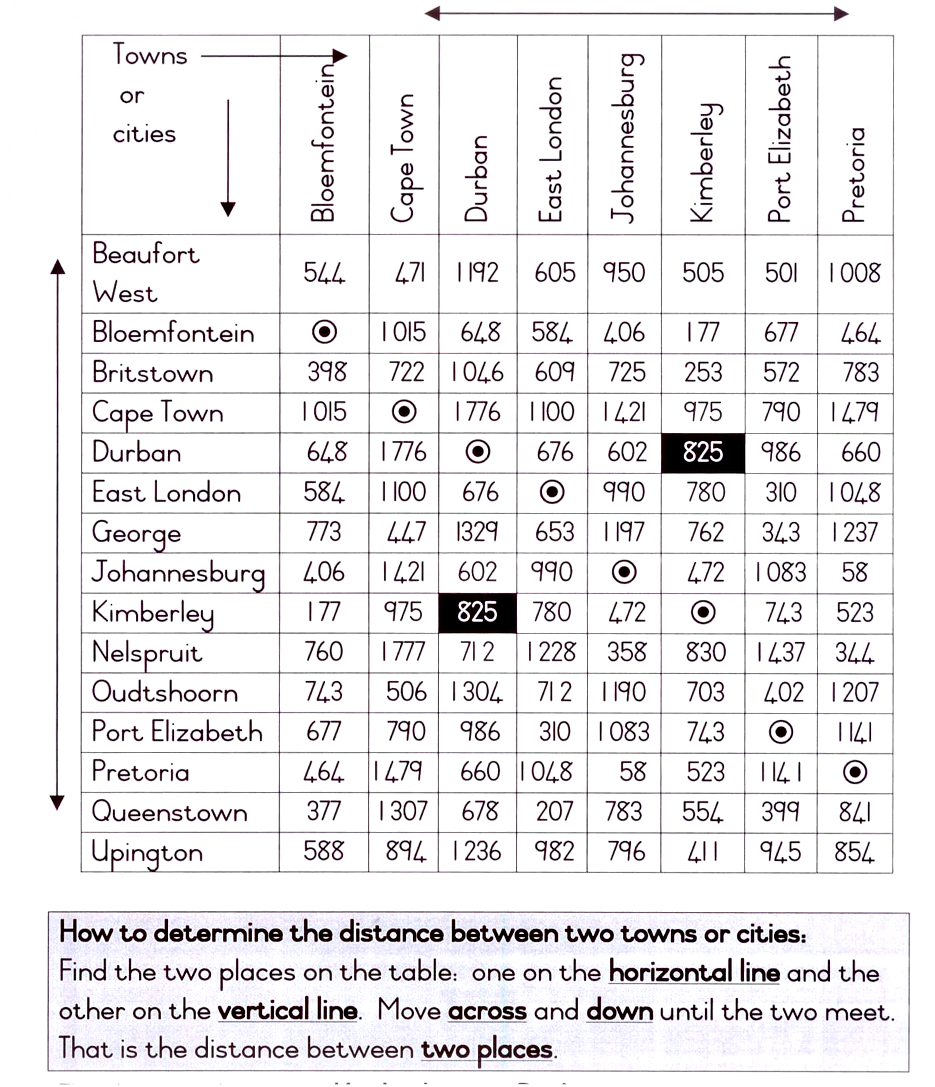 Towns
or
cities
Bloemfontein
Cape Town
Durban
East London
Johannesburg
Kimberley
Port Elizabeth
Pretoria
Beaufort
West 544 471 1192 605 950 505 501 1008
Bloemfontein 1015 648 584 406 177 677 464
Britstown 398 722 1046 609 725 253 572 783
Cape Town 1015 1776 1100 1421 975 790 1479
Durban 648 1776 676 602 825 986 660
East London 584 1100 676 990 780 310 1048
George 773 447 1329 653 1197 762 343 1237
Johannesburg 406 1421 602 990 472 1083 58
Kimberley 177 975 825 780 472 743 523
Nelspruit 760 1777 712 1228 358 830 1437 344
Oudtshoorn 743 506 1304 712 1190 703 402 1207
Port Elizabeth 677 790 986 310 1083 743 1141
Pretoria 464 1479 660 1048 58 523 1141
Queenstown 377 1307 678 207 783 554 399 841
Upington 588 894 1236 982 796 411 945 854
How to determine the distance between two towns or cities:
Find the two places on the table: one on the horizontal line and the
other on the vertical line. Move across and down until the two meet.
That is the distance between two places.